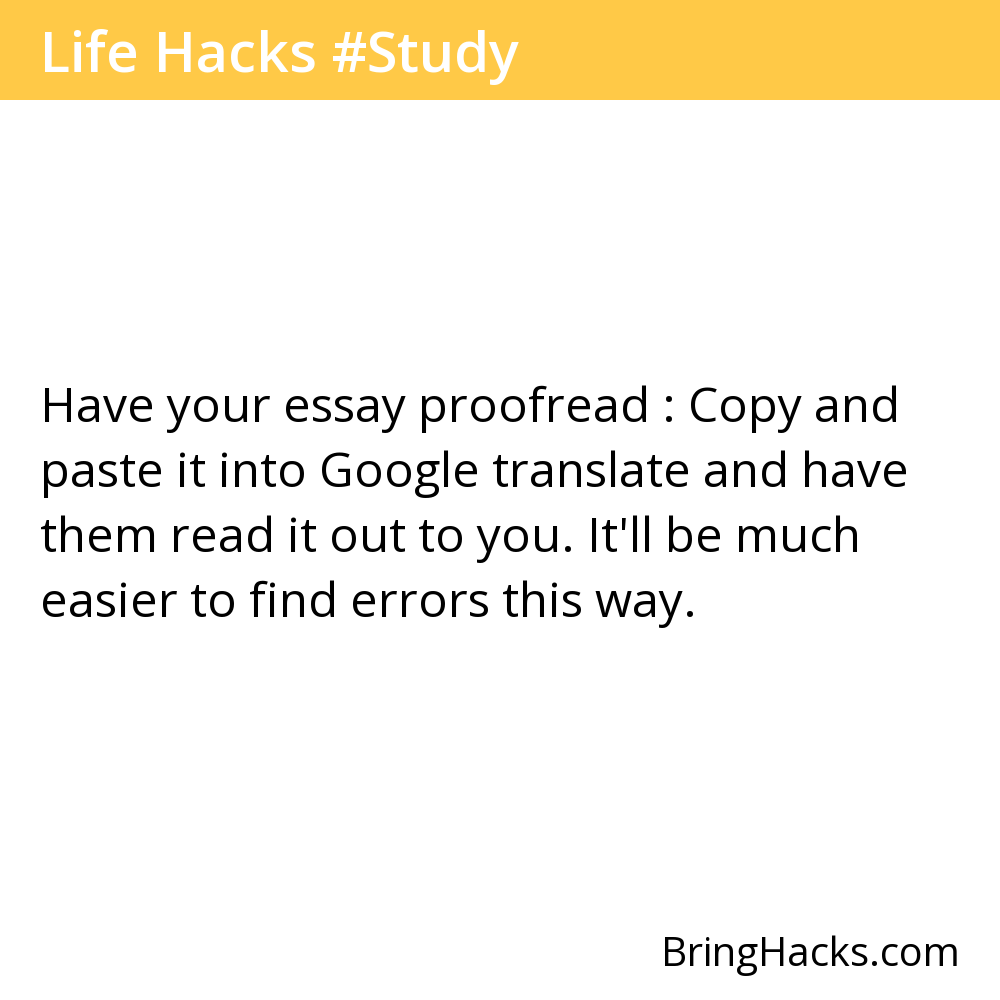 Life Hacks #Study
Have your essay proofread : Copy and
paste it into Google translate and have
them read it out to you. It'll be much
easier to find errors this way.
BringHacks.com